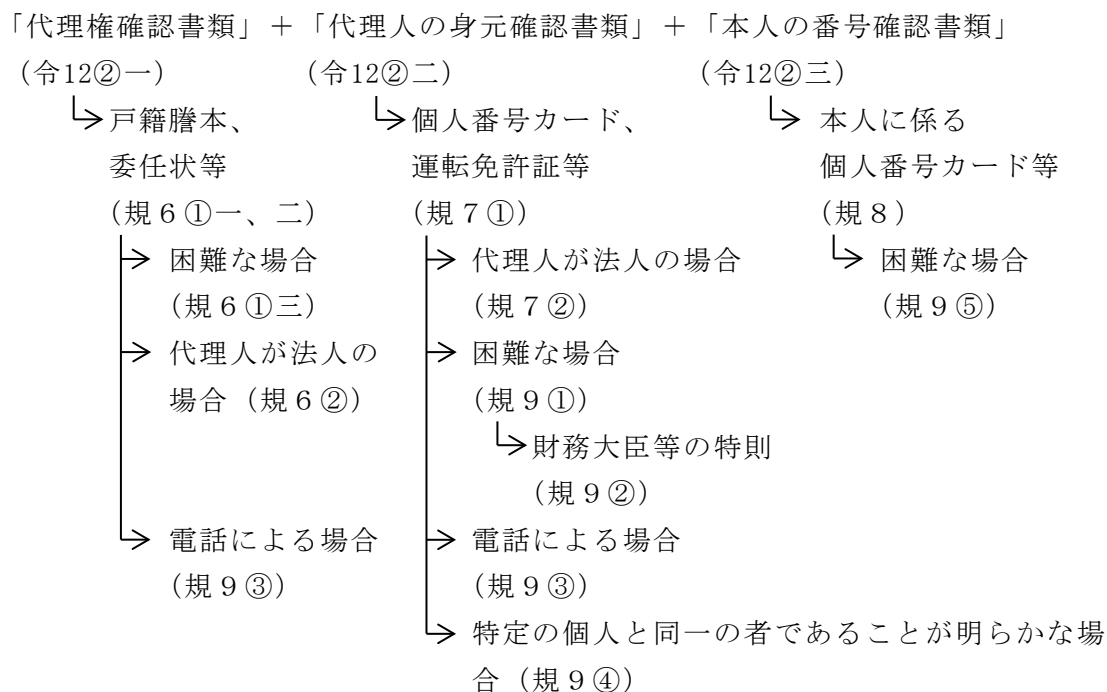 「代理権確認書類」＋「代理人の身元確認書類」＋「本人の番号確認書類」
（令12②一）　（令12②二）　（令12②三）
戸籍謄本、　個人番号カード、　本人に係る
委任状等　運転免許証等　個人番号カード等
（規６①一、二）　（規７①）　（規８）
困難な場合　代理人が法人の場合　困難な場合
（規６①三）　（規７②）　（規９⑤）
代理人が法人の　困難な場合
場合（規６②）　（規９①）
財務大臣等の特則
（規９②）
電話による場合　電話による場合
（規９③）　（規９③）
特定の個人と同一の者であることが明らかな場
合（規９④）